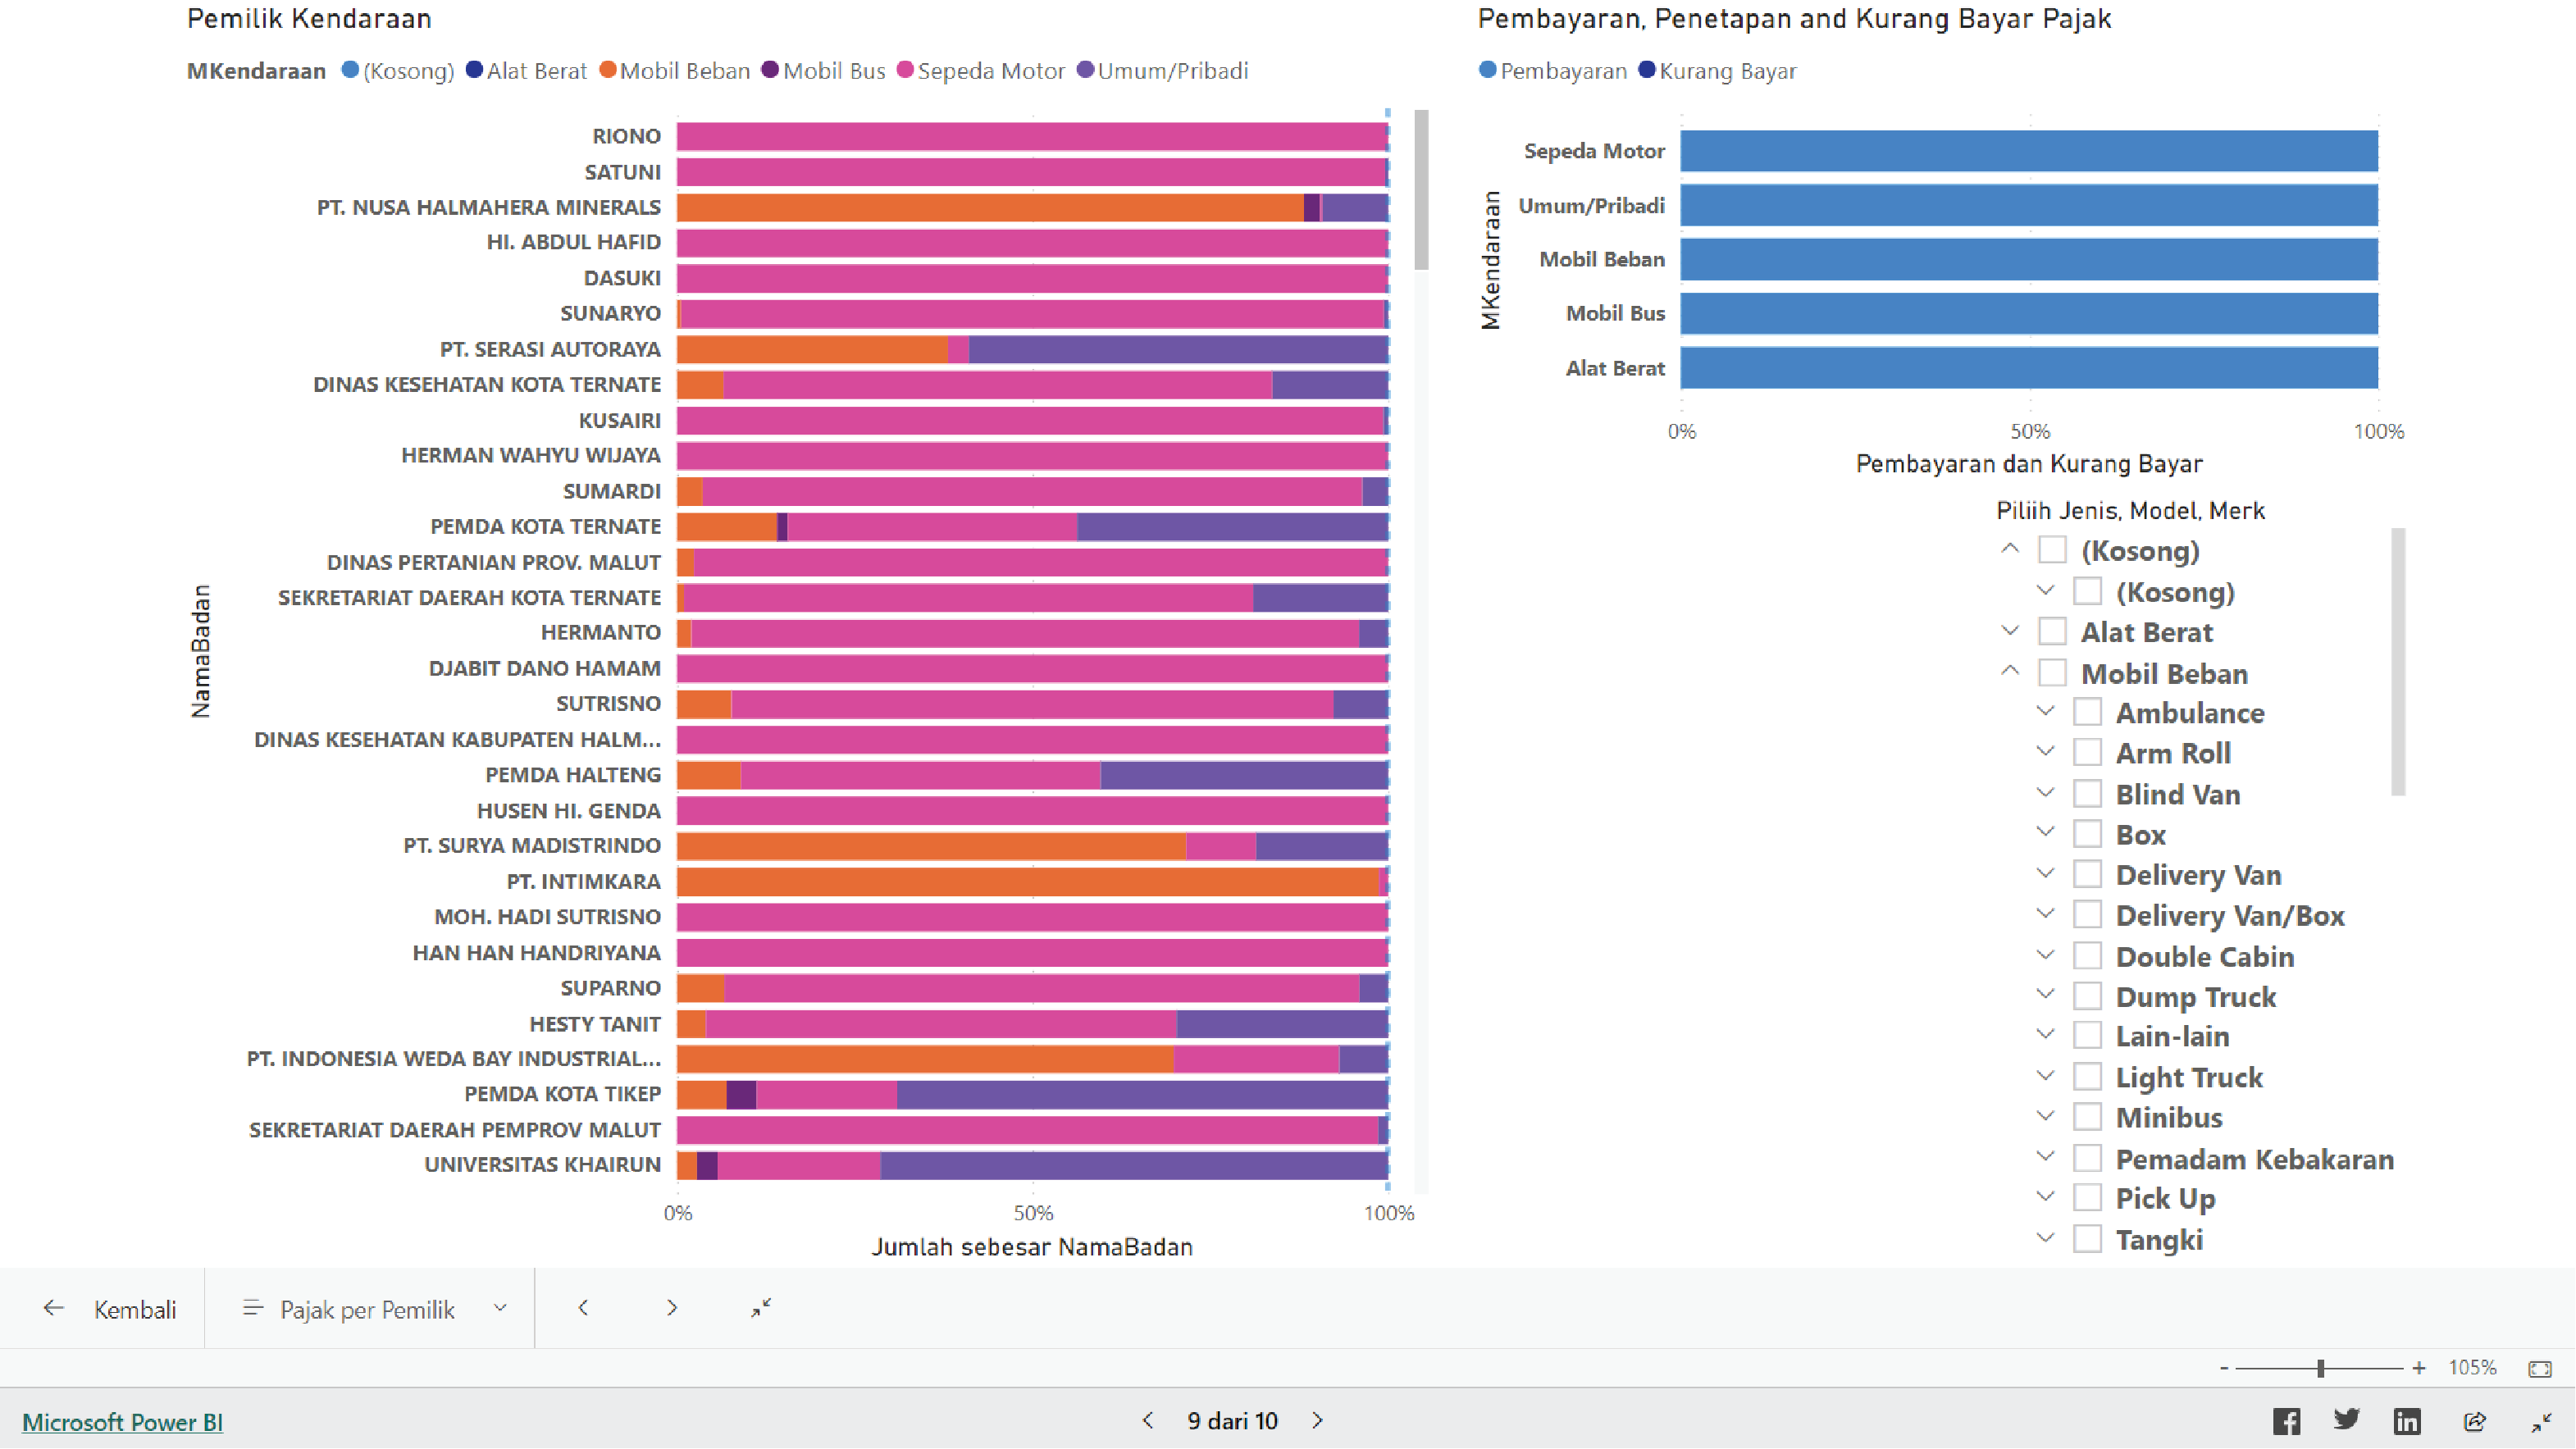 Pemilik Kendaraan
MKendaraan (Kosong) Alat Berat Mobil Beban Mobil Bus Sepeda Motor Umum/Pribadi
NamaBadan
RIONO
SATUNI
PT. NUSA HALMAHERA MINERALS
HI. ABDUL HAFID
DASUKI
SUNARYO
PT. SERASI AUTORAYA
DINAS KESEHATAN KOTA TERNATE
KUSAIRI
HERMAN WAHYU WIJAYA
SUMARDI
PEMDA KOTA TERNATE
DINAS PERTANIAN PROV. MALUT
SEKRETARIAT DAERAH KOTA TERNATE
HERMANTO
DJABIT DANO HAMAM
SUTRISNO
DINAS KESEHATAN KABUPATEN HALM...
PEMDA HALTENG
HUSEN HI. GENDA
PT. SURYA MADISTRINDO
PT. INTIMKARA
MOH. HADI SUTRISNO
HAN HAN HANDRIYANA
SUPARNO
HESTY TANIT
PT. INDONESIA WEDA BAY INDUSTRIAL...
PEMDA KOTA TIKEP
SEKRETARIAT DAERAH PEMPROV MALUT
UNIVERSITAS KHAIRUN
0% 50% 100%
Jumlah sebesar NamaBadan
Pembayaran, Penetapan and Kurang Bayar Pajak
Pembayaran Kurang Bayar
MKendaraan
Sepeda Motor
Umum/Pribadi
Mobil Beban
Mobil Bus
Alat Berat
0% 50% 100%
Pembayaran dan Kurang Bayar
Piliih Jenis, Model, Merk
(Kosong)
(Kosong)
Alat Berat
Mobil Beban
Ambulance
Arm Roll
Blind Van
Box
Delivery Van
Delivery Van/Box
Double Cabin
Dump Truck
Lain-lain
Light Truck
Minibus
Pemadam Kebakaran
Pick Up
Tangki
Kembali Pajak per Pemilik
- + 105%
Microsoft Power BI 9 dari 10